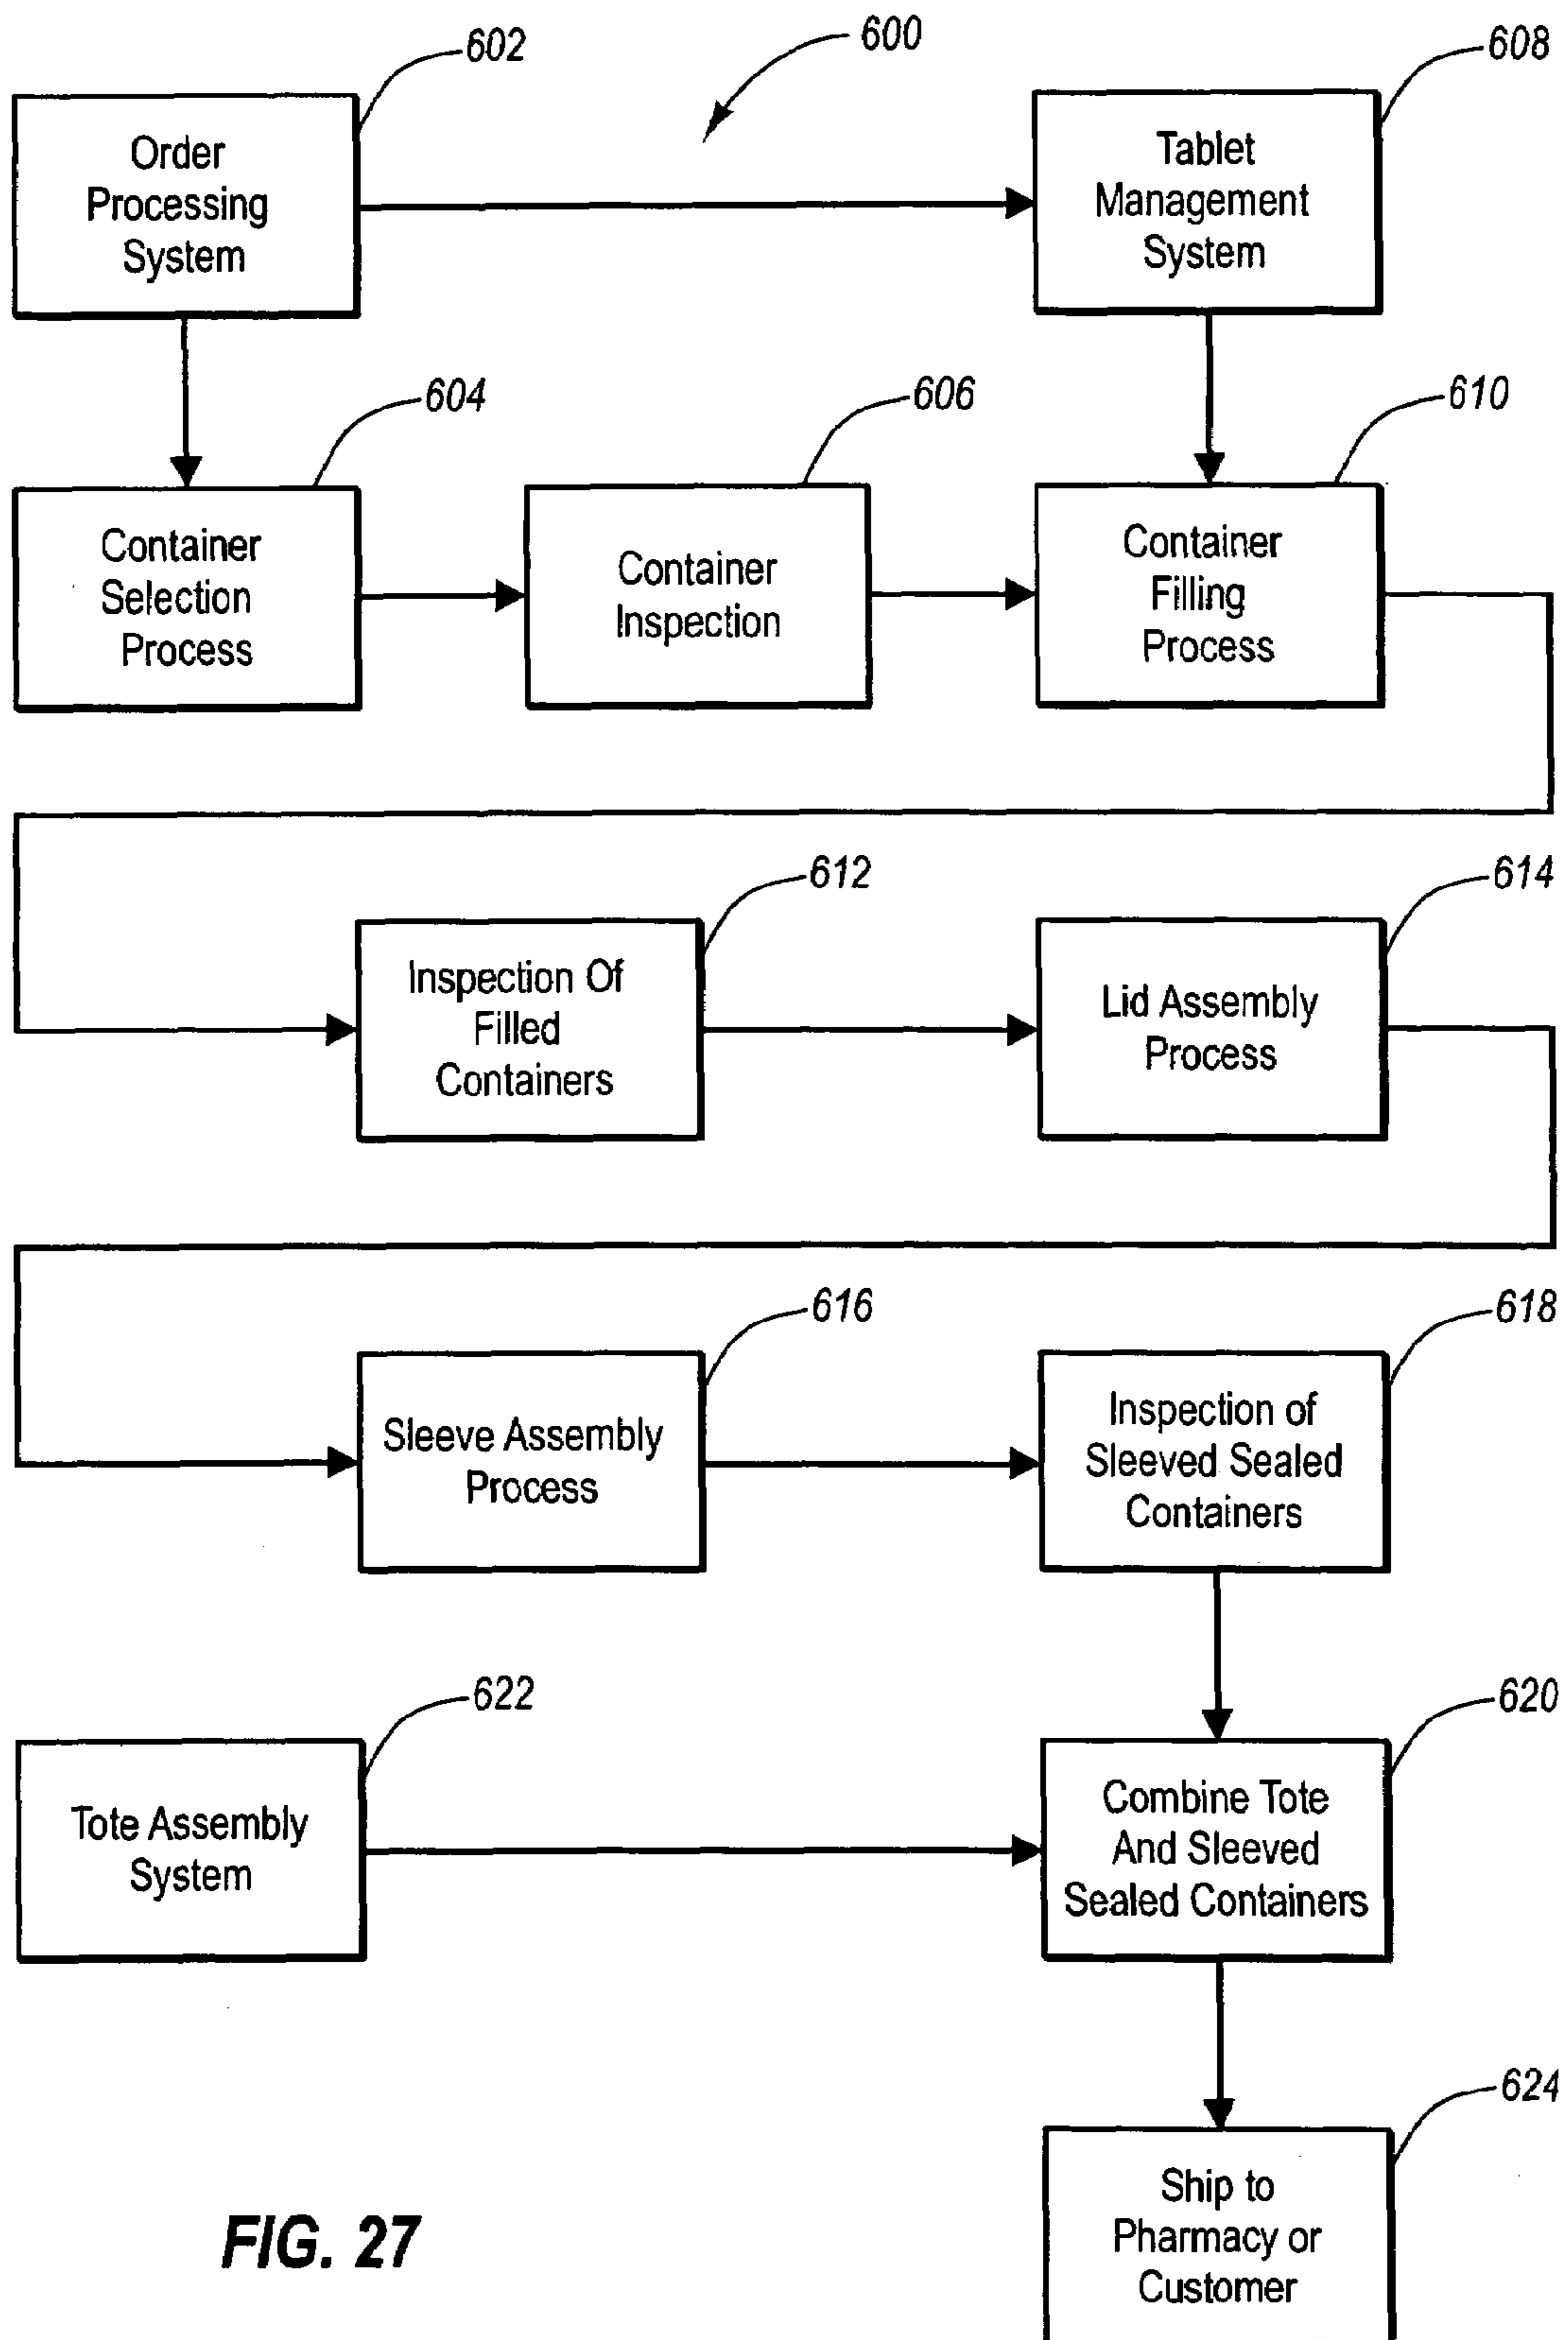 602
600
608
Order
Processing
System
Tablet
Management
System
604
606
610
Container
Selection
Process
Container
Inspection
Container
Filling
Process
612
614
Inspection Of
Filled
Containers
Lid Assembly
Process
616
618
Sleeve Assembly
Process
Inspection of
Sleeved Sealed
Containers
622
620
Tote Assembly
System
Combine Tote
And Sleeved
Sealed Containers
624
Ship to
Pharmacy or
Customer
FIG. 27